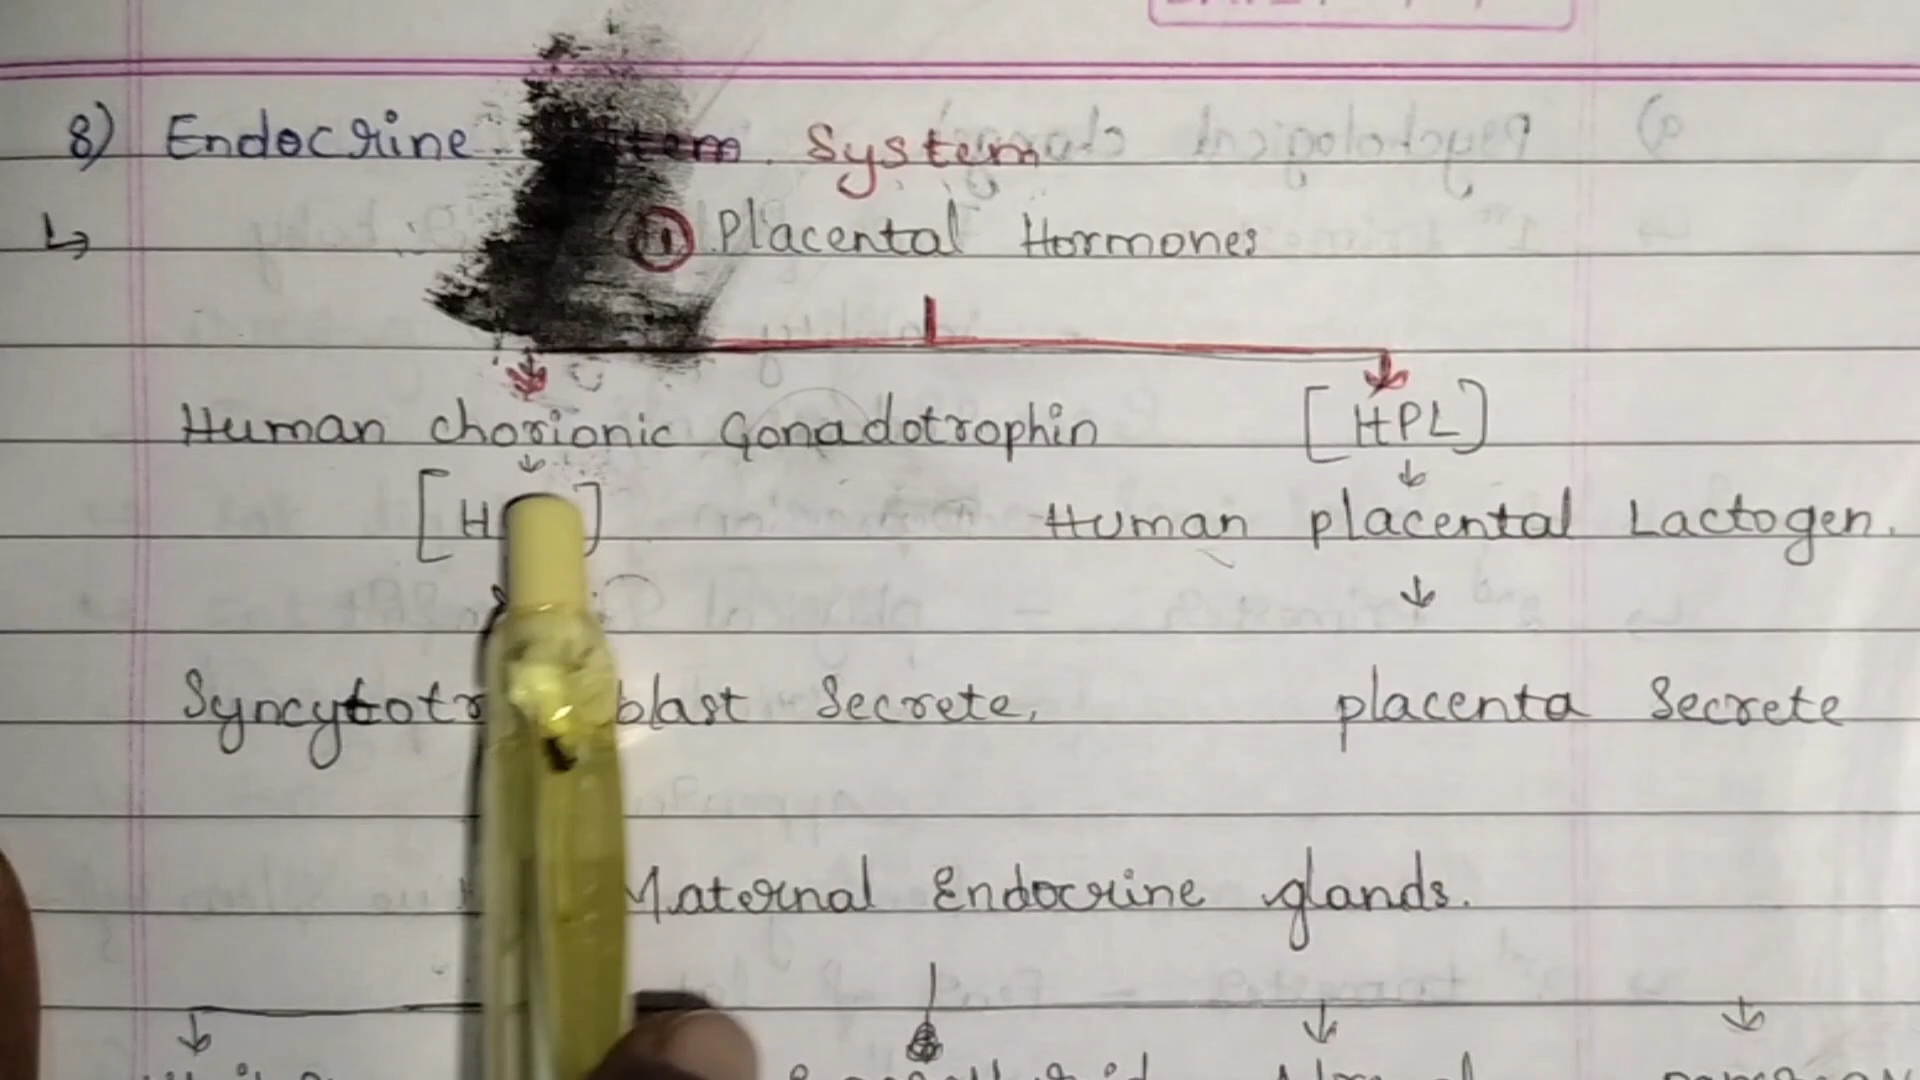 8) Endocrine System
↳ ① Placental Hormones
Human chorionic Gonadotrophin [HPL]
Human placental Lactogen.
blast Secrete, placenta Secrete
Maternal Endocrine glands.